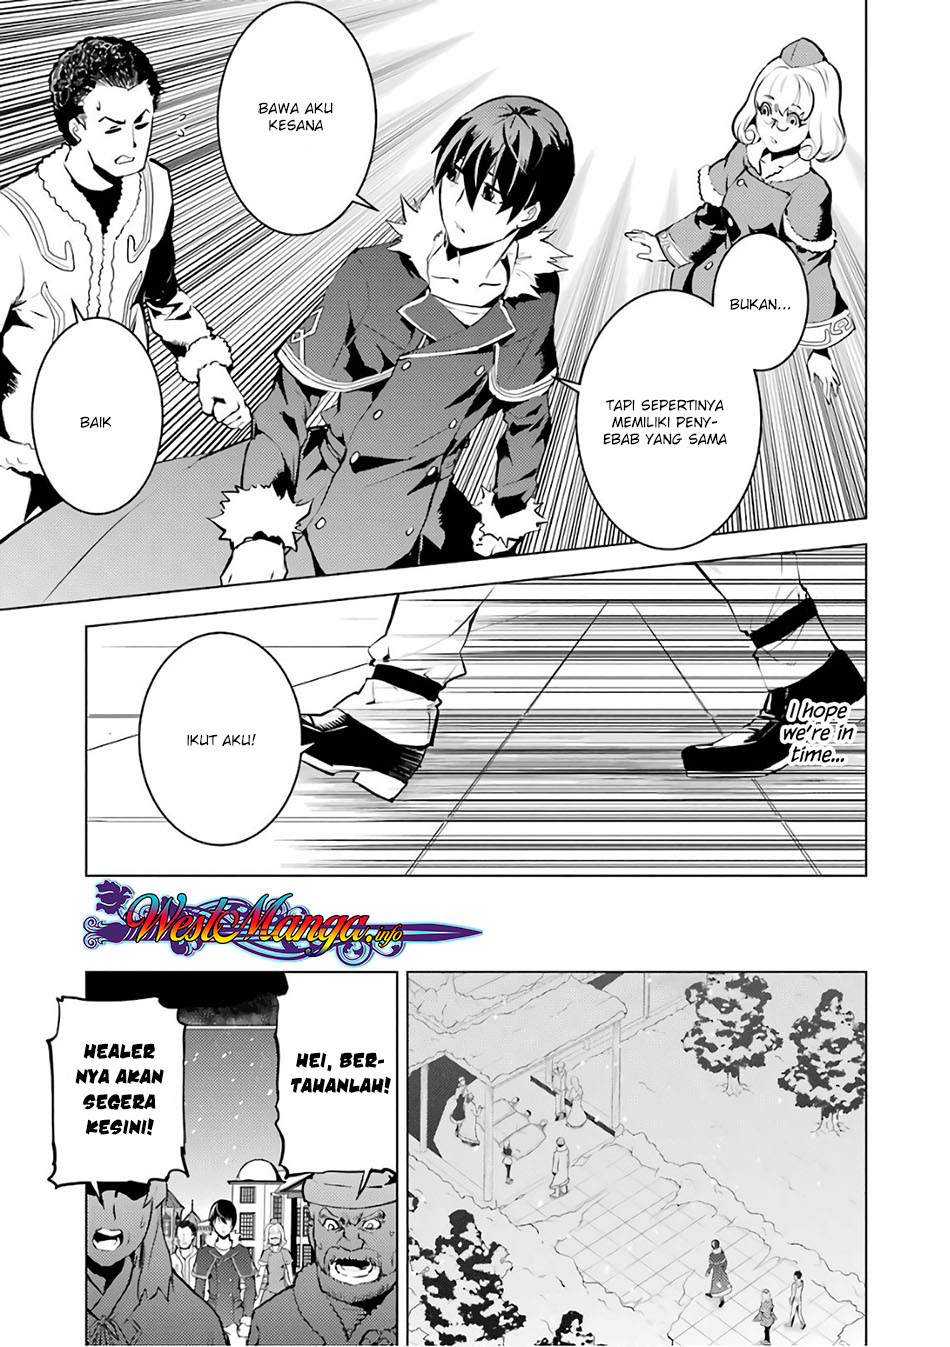 BUKAN...
TAPI SEPERTINYA
MEMILIKI PENY-
EBAB YANG SAMA
BAWA AKU
KESANA
BAIK
I hope
we're in
time...
IKUT AKU!
WestManga.info
HEI, BER-
TAHANLAH!
HEALER
NYA AKAN
SEGERA
KESINI!